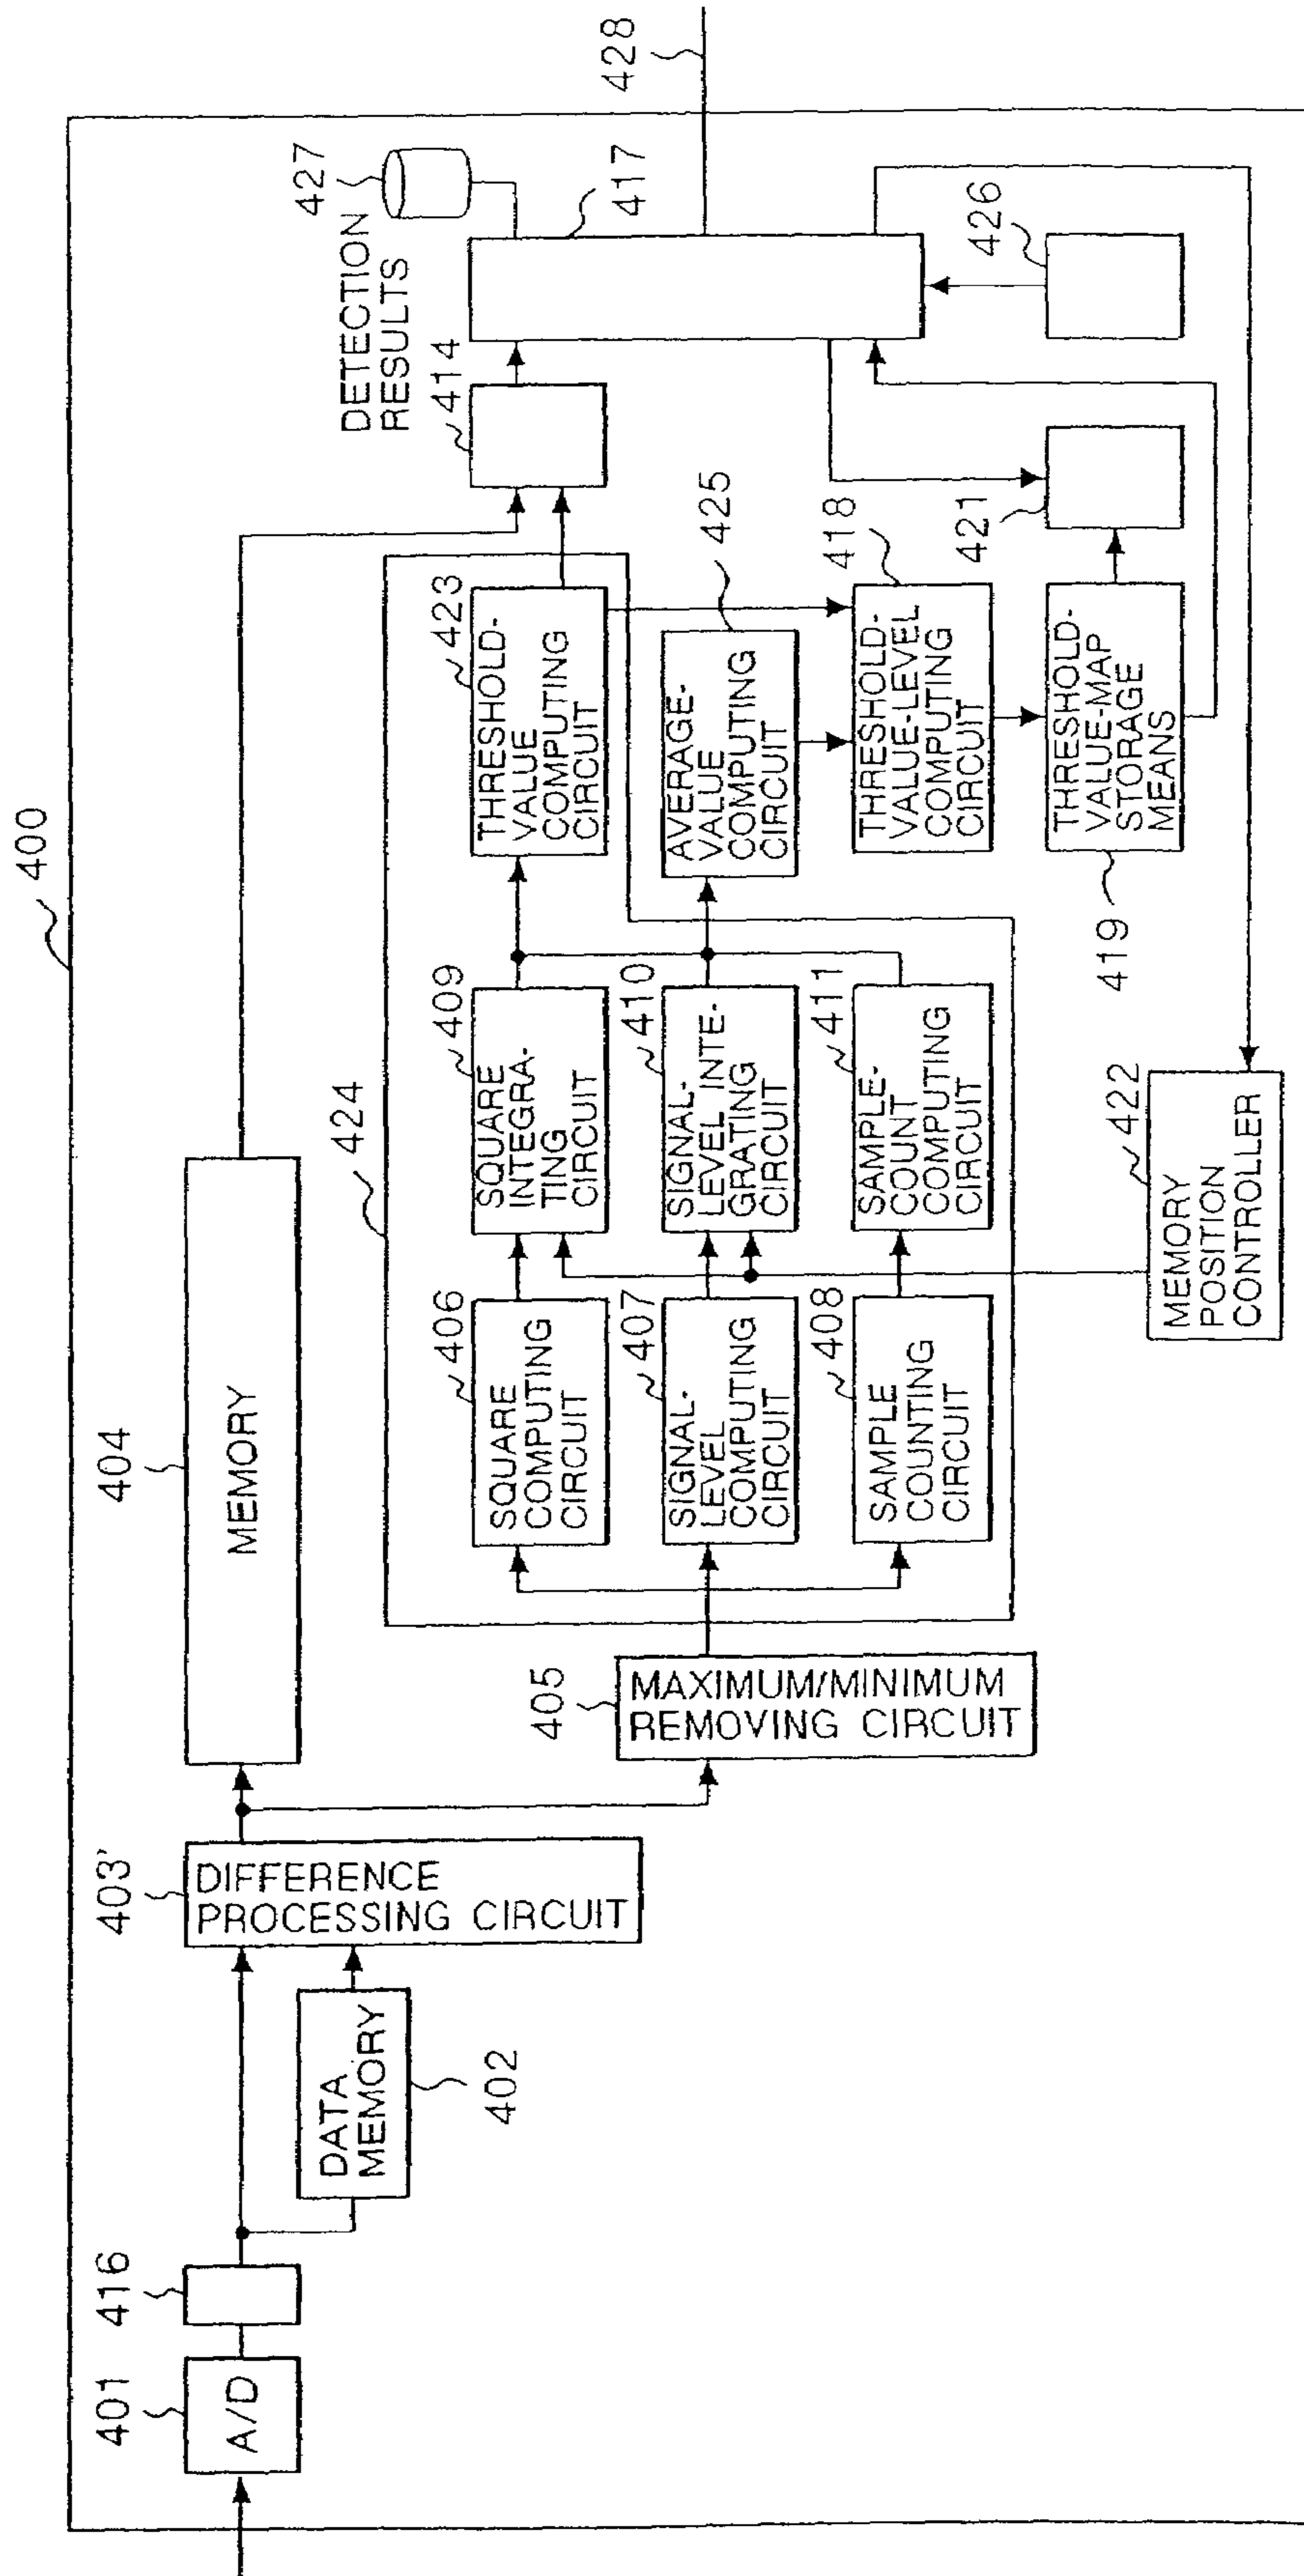 400
404
MEMORY
401
A/D
416
403'
DIFFERENCE
PROCESSING CIRCUIT
DATA
MEMORY
402
405
MAXIMUM/MINIMUM
REMOVING CIRCUIT
424
406
SQUARE
COMPUTING
CIRCUIT
407
SIGNAL-
LEVEL
COMPUTING
CIRCUIT
408
SAMPLE
COUNTING
CIRCUIT
409
SQUARE
INTEGRA-
TING
CIRCUIT
410
SIGNAL-
LEVEL INTE-
GRATING
CIRCUIT
411
SAMPLE-
COUNT
COMPUTING
CIRCUIT
422
MEMORY
POSITION
CONTROLLER
423
THRESHOLD-
VALUE
COMPUTING
CIRCUIT
425
AVERAGE-
VALUE
COMPUTING
CIRCUIT
418
THRESHOLD-
VALUE-LEVEL
COMPUTING
CIRCUIT
419
THRESHOLD-
VALUE-MAP
STORAGE
MEANS
421
414
DETECTION
RESULTS
427
417
426
428